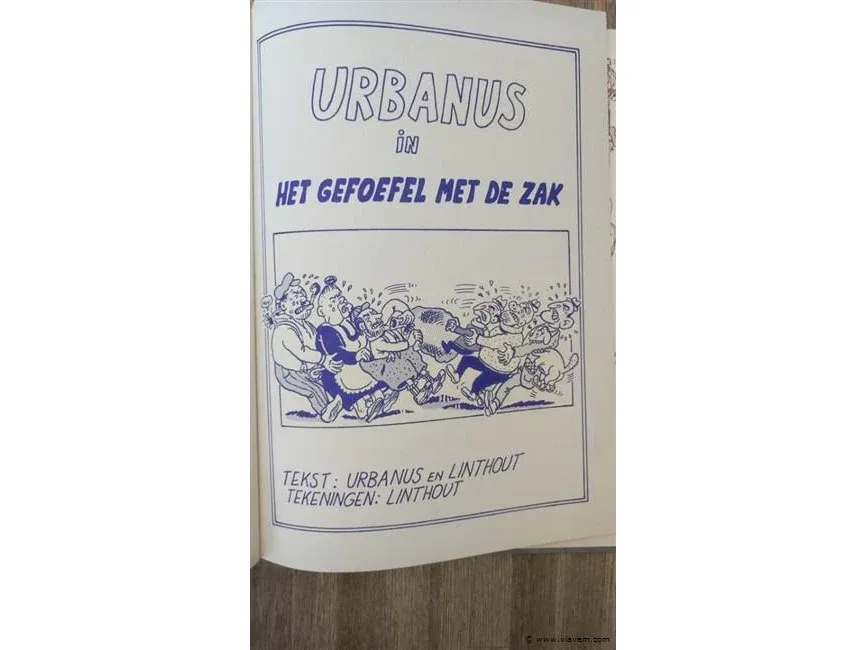 URBANUS
in
HET GEFOEFEL MET DE ZAK
TEKST: URBANUS EN LINTHOUT
TEKENINGEN: LINTHOUT
© www.vlavem.com